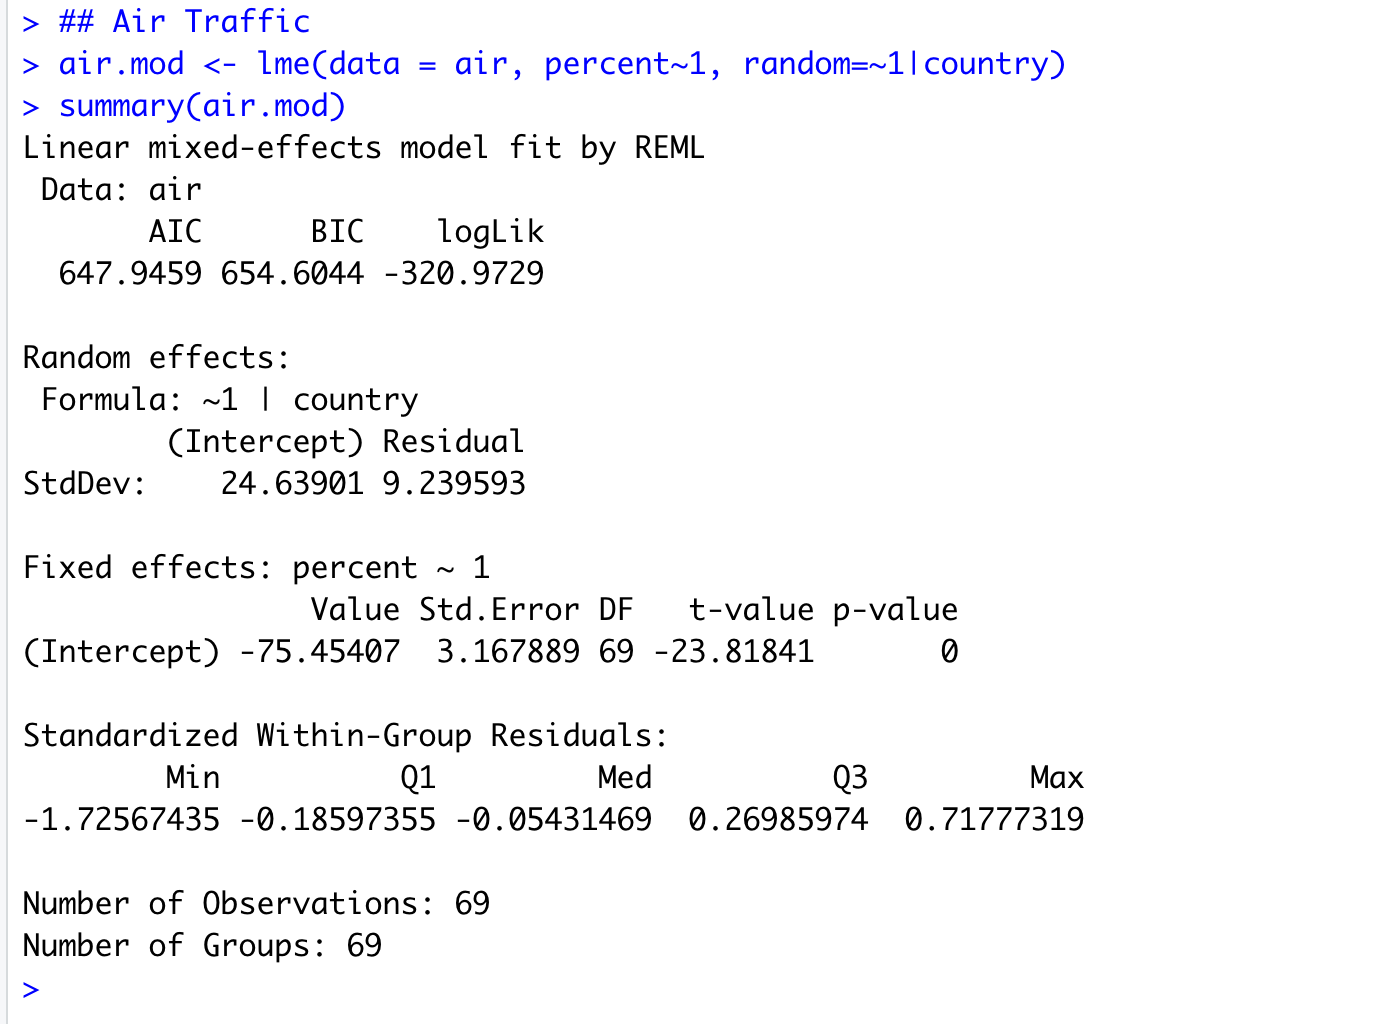 > ## Air Traffic
> air.mod <- lme(data = air, percent~1, random=~1|country)
> summary(air.mod)
Linear mixed-effects model fit by REML
 Data: air
       AIC      BIC    logLik
  647.9459 654.6044 -320.9729

Random effects:
 Formula: ~1 | country
        (Intercept) Residual
StdDev:    24.63901 9.239593

Fixed effects: percent ~ 1
                Value Std.Error DF   t-value p-value
(Intercept) -75.45407  3.167889 69 -23.81841       0

Standardized Within-Group Residuals:
        Min          Q1         Med          Q3         Max
-1.72567435 -0.18597355 -0.05431469  0.26985974  0.71777319

Number of Observations: 69
Number of Groups: 69
>